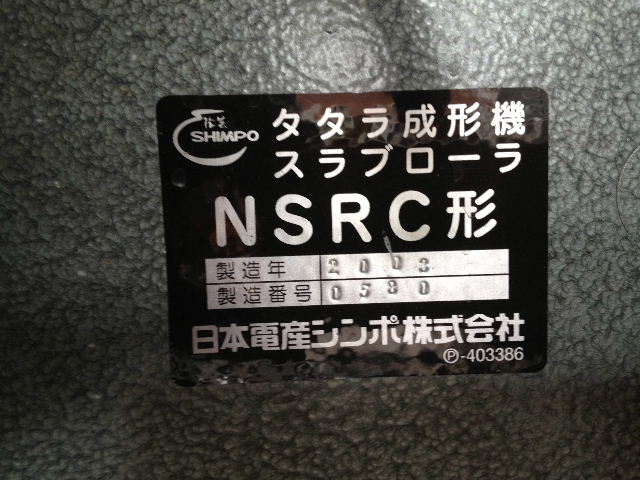 SHIMPO
タタラ成形機
スラブローラ
NSRC形
製造年 2003
製造番号 0580
日本電産シンポ株式会社
Ⓟ-403386